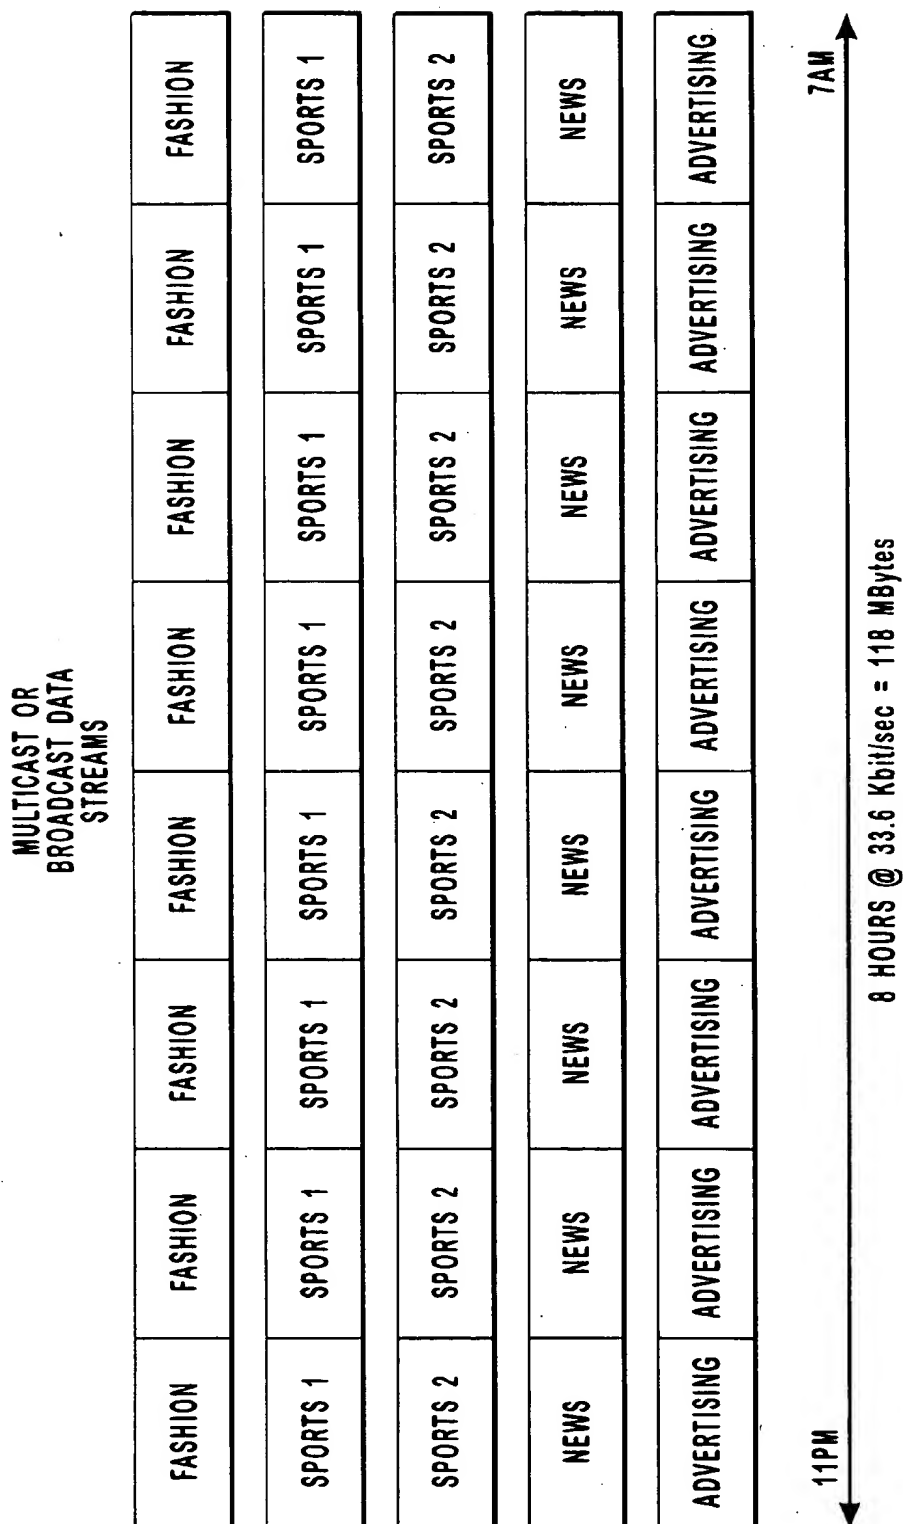 MULTICAST OR
BROADCAST DATA
STREAMS
FASHION FASHION FASHION FASHION FASHION FASHION FASHION FASHION
SPORTS 1 SPORTS 1 SPORTS 1 SPORTS 1 SPORTS 1 SPORTS 1 SPORTS 1 SPORTS 1
SPORTS 2 SPORTS 2 SPORTS 2 SPORTS 2 SPORTS 2 SPORTS 2 SPORTS 2 SPORTS 2
NEWS NEWS NEWS NEWS NEWS NEWS NEWS NEWS
ADVERTISING ADVERTISING ADVERTISING ADVERTISING ADVERTISING ADVERTISING ADVERTISING ADVERTISING
11PM 7AM
8 HOURS @ 33.6 Kbit/sec = 118 MBytes